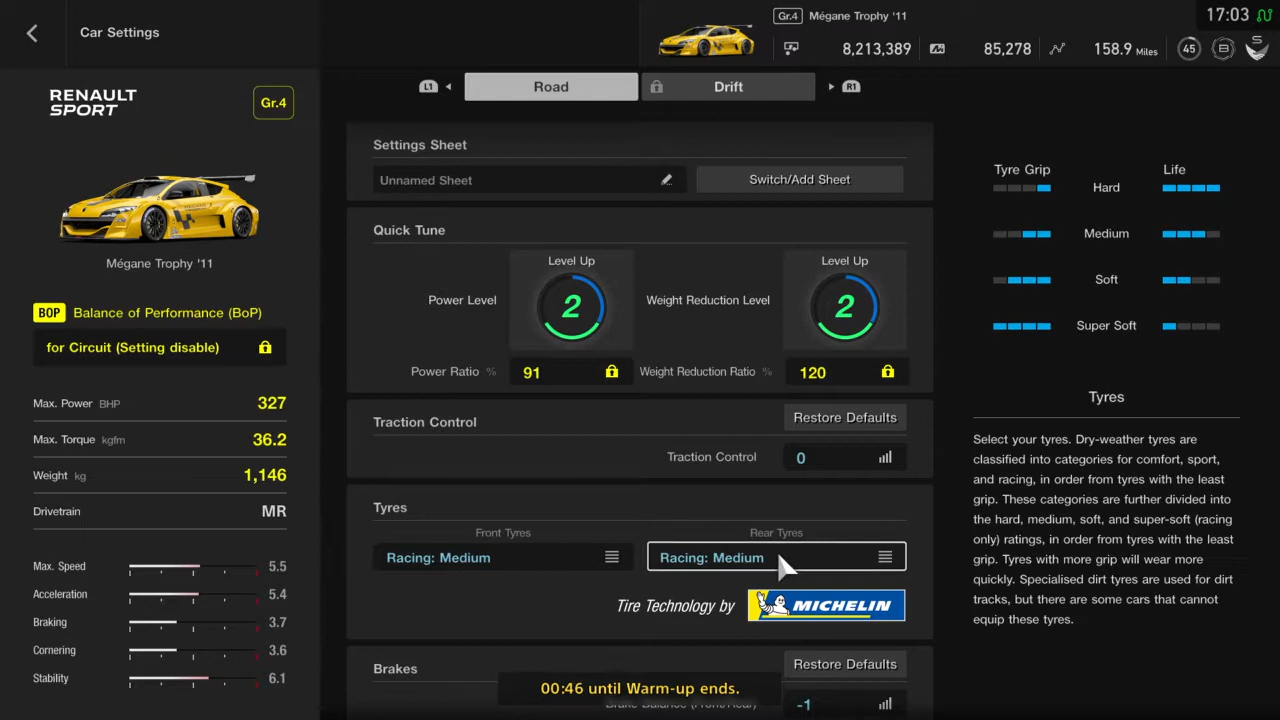 Car Settings
Gr.4 Mégane Trophy '11
8,213,389 85,278 158.9 Miles 45 B S
17:03
RENAULT
SPORT
Gr.4
Mégane Trophy '11
BOP Balance of Performance (BoP)
for Circuit (Setting disable)
Max. Power BHP 327
Max. Torque kgfm 36.2
Weight kg 1,146
Drivetrain MR
Max. Speed 5.5
Acceleration 5.4
Braking 3.7
Cornering 3.6
Stability 6.1
L1 Road Drift R1
Settings Sheet
Unnamed Sheet Switch/Add Sheet
Quick Tune
Level Up Level Up
Power Level 2 Weight Reduction Level 2
Power Ratio % 91 Weight Reduction Ratio % 120
Traction Control Restore Defaults
Traction Control 0
Tyres
Front Tyres Rear Tyres
Racing: Medium Racing: Medium
Tire Technology by MICHELIN
Brakes Restore Defaults
Brake Balance (Front/Rear) -1
00:46 until Warm-up ends.
Tyre Grip Life
Hard
Medium
Soft
Super Soft
Tyres
Select your tyres. Dry-weather tyres are
classified into categories for comfort, sport,
and racing, in order from tyres with the least
grip. These categories are further divided into
the hard, medium, soft, and super-soft (racing
only) ratings, in order from tyres with the least
grip. Tyres with more grip will wear more
quickly. Specialised dirt tyres are used for dirt
tracks, but there are some cars that cannot
equip these tyres.